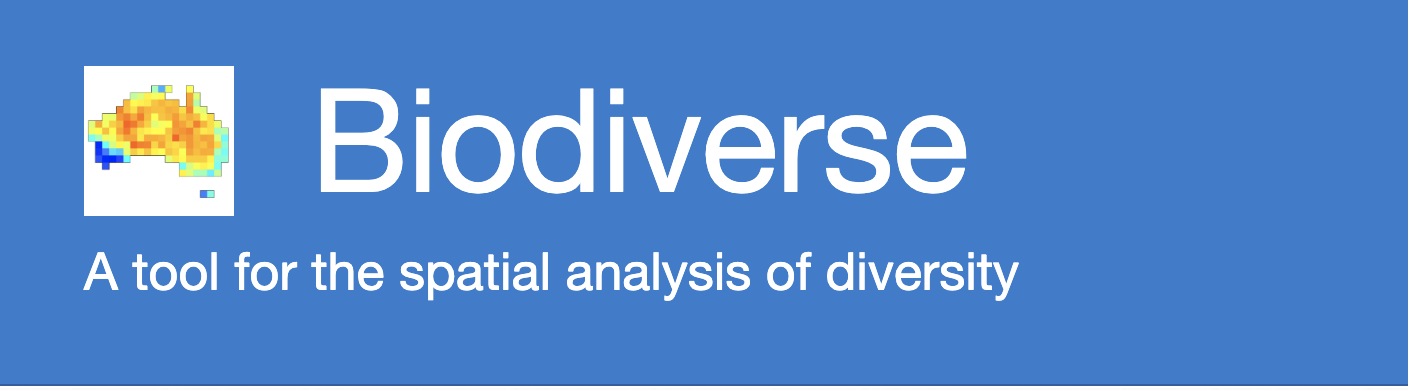 Biodiverse
A tool for the spatial analysis of diversity